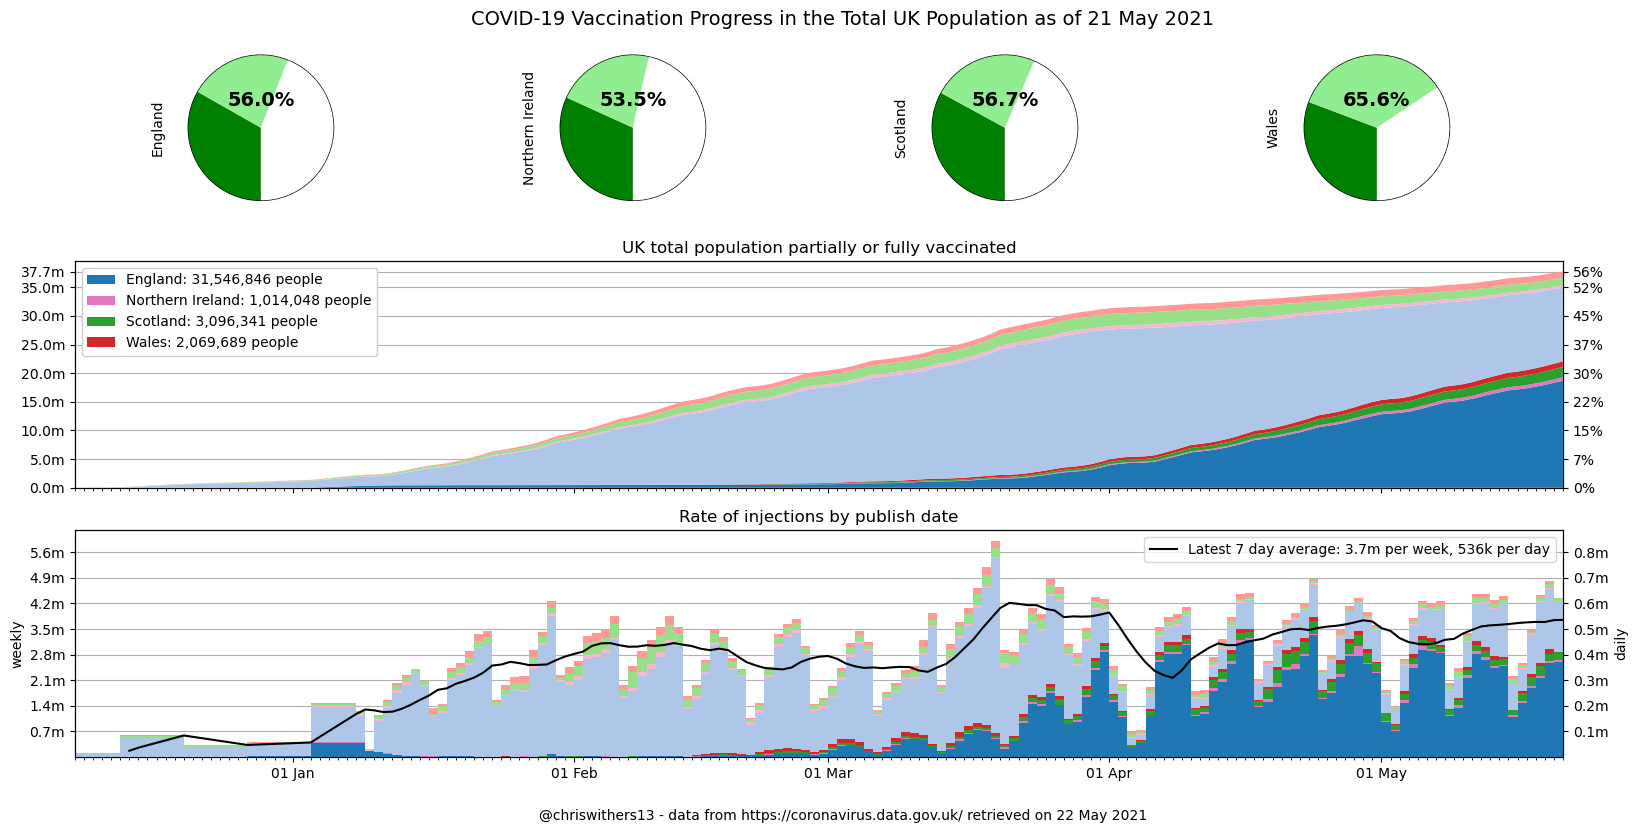 COVID-19 Vaccination Progress in the Total UK Population as of 21 May 2021
England
56.0%
Northern Ireland
53.5%
Scotland
56.7%
Wales
65.6%
UK total population partially or fully vaccinated
37.7m
35.0m
30.0m
25.0m
20.0m
15.0m
10.0m
5.0m
0.0m
England: 31,546,846 people
Northern Ireland: 1,014,048 people
Scotland: 3,096,341 people
Wales: 2,069,689 people
56%
52%
45%
37%
30%
22%
15%
7%
0%
Rate of injections by publish date
weekly
5.6m
4.9m
4.2m
3.5m
2.8m
2.1m
1.4m
0.7m
Latest 7 day average: 3.7m per week, 536k per day
0.8m
0.7m
0.6m
0.5m
0.4m
0.3m
0.2m
0.1m
daily
01 Jan
01 Feb
01 Mar
01 Apr
01 May
@chriswithers13 - data from https://coronavirus.data.gov.uk/ retrieved on 22 May 2021